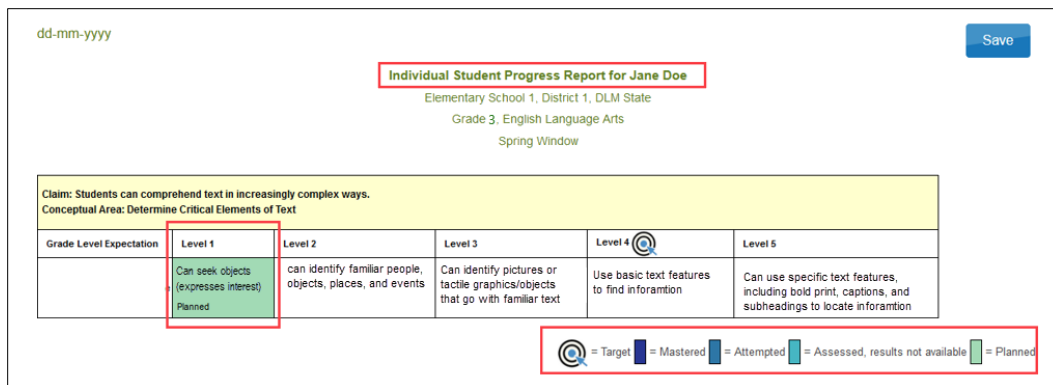 dd-mm-yyyy
Save
Individual Student Progress Report for Jane Doe
Elementary School 1, District 1, DLM State
Grade 3, English Language Arts
Spring Window
Claim: Students can comprehend text in increasingly complex ways.
Conceptual Area: Determine Critical Elements of Text
Grade Level Expectation
Level 1
Level 2
Level 3
Level 4
Level 5
Can seek objects
(expresses interest)
Planned
can identify familiar people,
objects, places, and events
Can identify pictures or
tactile graphics/objects
that go with familiar text
Use basic text features
to find inforamtion
Can use specific text features,
including bold print, captions, and
subheadings to locate inforamtion
= Target = Mastered = Attempted = Assessed, results not available = Planned